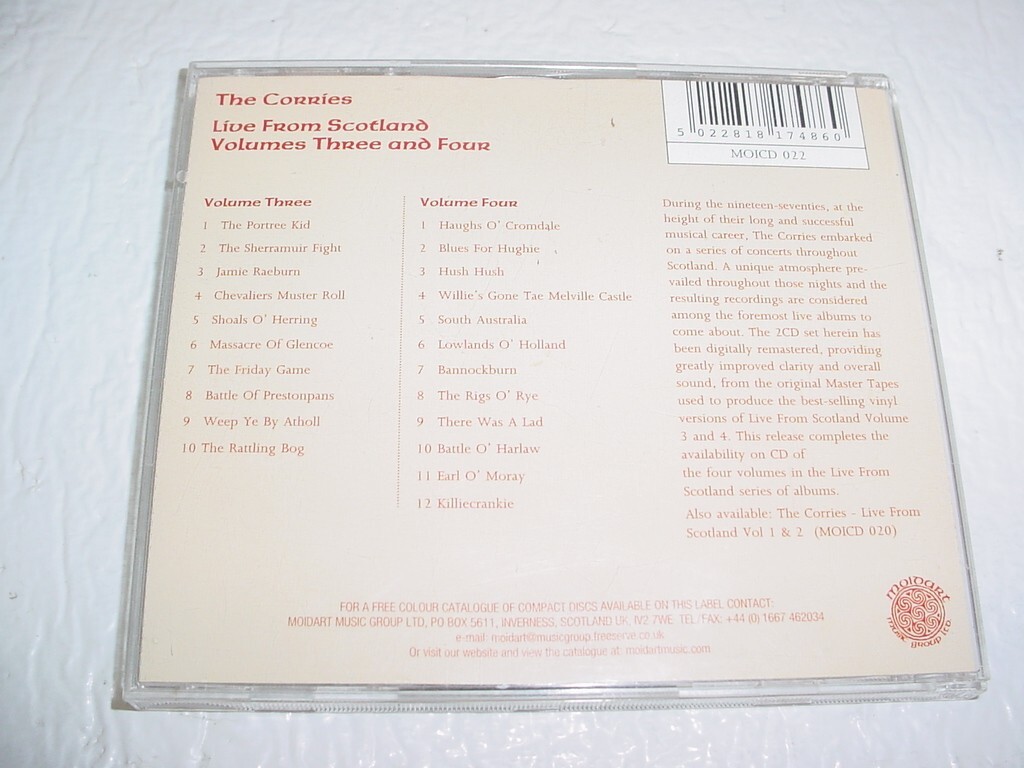 The Corries
Live From Scotland
Volumes Three and Four
5 022818 174860
MOICD 022
Volume Three
1 The Portree Kid
2 The Sherramuir Fight
3 Jamie Raeburn
4 Chevaliers Muster Roll
5 Shoals O' Herring
6 Massacre Of Glencoe
7 The Friday Game
8 Battle Of Prestonpans
9 Weep Ye By Atholl
10 The Rattling Bog
Volume Four
1 Haughs O' Cromdale
2 Blues For Hughie
3 Hush Hush
4 Willie's Gone Tae Melville Castle
5 South Australia
6 Lowlands O' Holland
7 Bannockburn
8 The Rigs O' Rye
9 There Was A Lad
10 Battle O' Harlaw
11 Earl O' Moray
12 Killiecrankie
During the nineteen-seventies, at the
height of their long and successful
musical career, The Corries embarked
on a series of concerts throughout
Scotland. A unique atmosphere pre-
vailed throughout those nights and the
resulting recordings are considered
among the foremost live albums to
come about. The 2CD set herein has
been digitally remastered, providing
greatly improved clarity and overall
sound, from the original Master Tapes
used to produce the best-selling vinyl
versions of Live From Scotland Volume
3 and 4. This release completes the
availability on CD of
the four volumes in the Live From
Scotland series of albums.
Also available: The Corries - Live From
Scotland Vol 1 & 2 (MOICD 020)
FOR A FREE COLOUR CATALOGUE OF COMPACT DISCS AVAILABLE ON THIS LABEL CONTACT:
MOIDART MUSIC GROUP LTD, PO BOX 5611, INVERNESS, SCOTLAND UK, IV2 7WE. TEL/FAX: +44 (0) 1667 462034
e-mail: moidart@musicgroup.freeserve.co.uk
Or visit our website and view the catalogue at: moidartmusic.com
Moidart
Music Group Ltd.